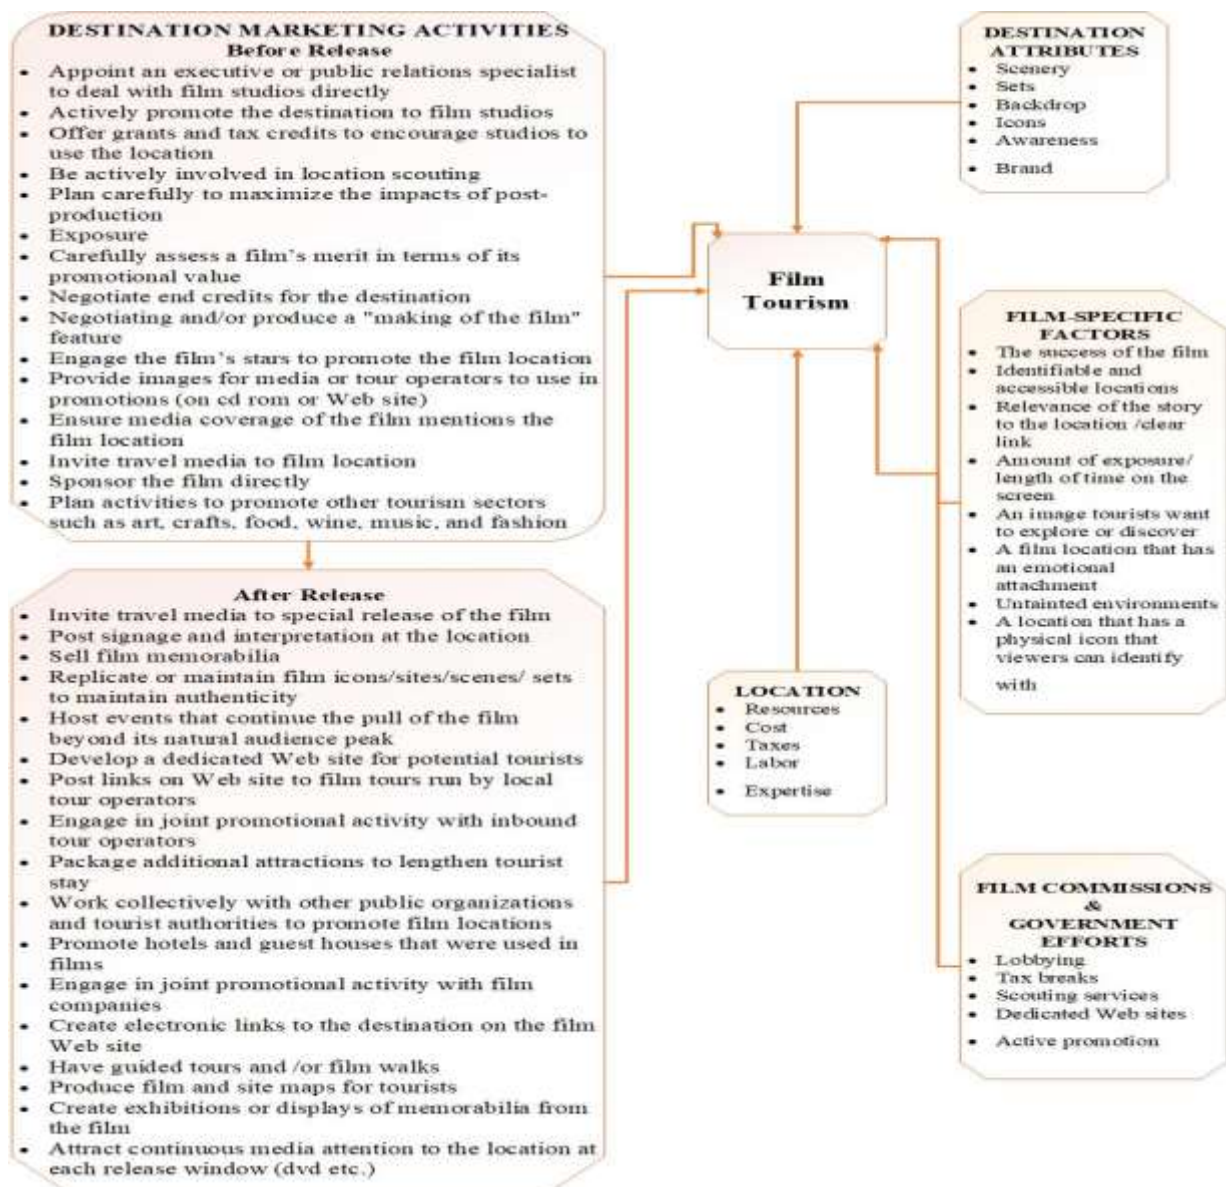 DESTINATION MARKETING ACTIVITIES
Before Release
• Appoint an executive or public relations specialist
to deal with film studios directly
• Actively promote the destination to film studios
• Offer grants and tax credits to encourage studios to
use the location
• Be actively involved in location scouting
• Plan carefully to maximize the impacts of post-
production
• Exposure
• Carefully assess a film's merit in terms of its
promotional value
• Negotiate end credits for the destination
• Negotiating and/or produce a "making of the film"
feature
• Engage the film's stars to promote the film location
• Provide images for media or tour operators to use in
promotions (on cd rom or Web site)
• Ensure media coverage of the film mentions the
film location
• Invite travel media to film location
• Sponsor the film directly
• Plan activities to promote other tourism sectors
such as art, crafts, food, wine, music, and fashion
After Release
• Invite travel media to special release of the film
• Post signage and interpretation at the location
• Sell film memorabilia
• Replicate or maintain film icons/sites/scenes/ sets
to maintain authenticity
• Host events that continue the pull of the film
beyond its natural audience peak
• Develop a dedicated Web site for potential tourists
• Post links on Web site to film tours run by local
tour operators
• Engage in joint promotional activity with inbound
tour operators
• Package additional attractions to lengthen tourist
stay
• Work collectively with other public organizations
and tourist authorities to promote film locations
• Promote hotels and guest houses that were used in
films
• Engage in joint promotional activity with film
companies
• Create electronic links to the destination on the film
Web site
• Have guided tours and /or film walks
• Produce film and site maps for tourists
• Create exhibitions or displays of memorabilia from
the film
• Attract continuous media attention to the location at
each release window (dvd etc.)
Film
Tourism
LOCATION
• Resources
• Cost
• Taxes
• Labor
• Expertise
DESTINATION
ATTRIBUTES
• Scenery
• Sets
• Backdrop
• Icons
• Awareness
• Brand
FILM-SPECIFIC
FACTORS
• The success of the film
• Identifiable and
accessible locations
• Relevance of the story
to the location /clear
link
• Amount of exposure/
length of time on the
screen
• An image tourists want
to explore or discover
• A film location that has
an emotional
attachment
• Untainted environments
• A location that has a
physical icon that
viewers can identify
with
FILM COMMISSIONS
&
GOVERNMENT
EFFORTS
• Lobbying
• Tax breaks
• Scouting services
• Dedicated Web sites
• Active promotion